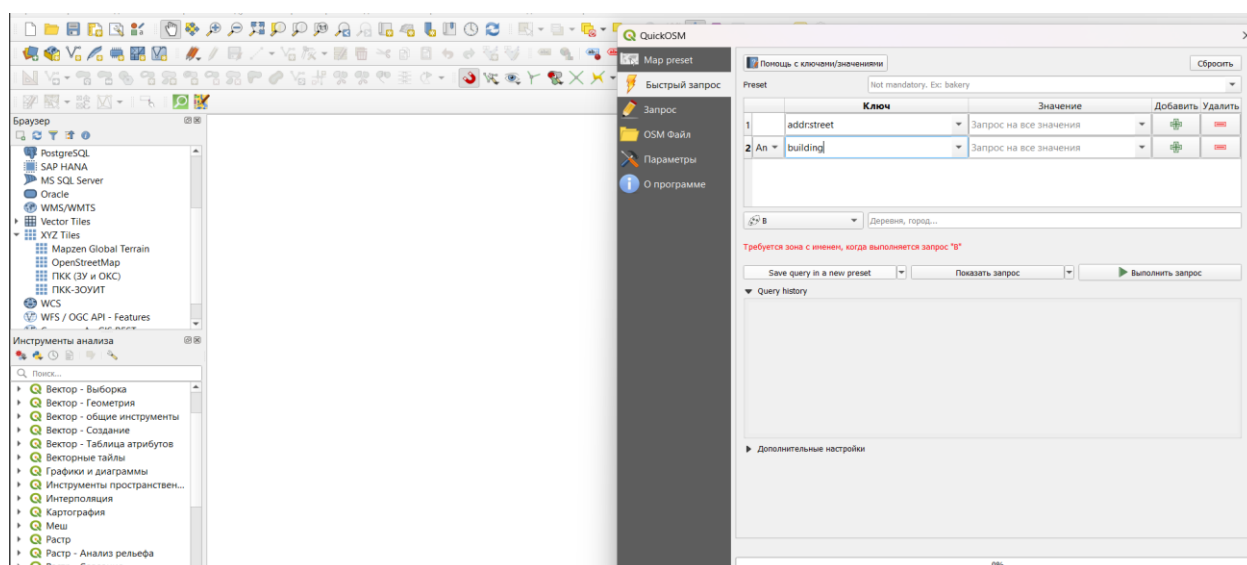 QuickOSM
Map preset
Быстрый запрос
Запрос
OSM Файл
Параметры
О программе
Помощь с ключами/значениями
Сбросить
Preset
Not mandatory. Ex: bakery
Ключ Значение Добавить Удалить
1 addr:street Запрос на все значения
2 An building Запрос на все значения
В
Деревня, город...
Требуется зона с именем, когда выполняется запрос "В"
Save query in a new preset
Показать запрос
Выполнить запрос
Query history
Дополнительные настройки
Браузер
PostgreSQL
SAP HANA
MS SQL Server
Oracle
WMS/WMTS
Vector Tiles
XYZ Tiles
Mapzen Global Terrain
OpenStreetMap
ПКК (ЗУ и ОКС)
ПКК-ЗОУИТ
WCS
WFS / OGC API - Features
Инструменты анализа
Поиск...
Вектор - Выборка
Вектор - Геометрия
Вектор - общие инструменты
Вектор - Создание
Вектор - Таблица атрибутов
Векторные тайлы
Графики и диаграммы
Инструменты пространствен...
Интерполяция
Картография
Меш
Растр
Растр - Анализ рельефа